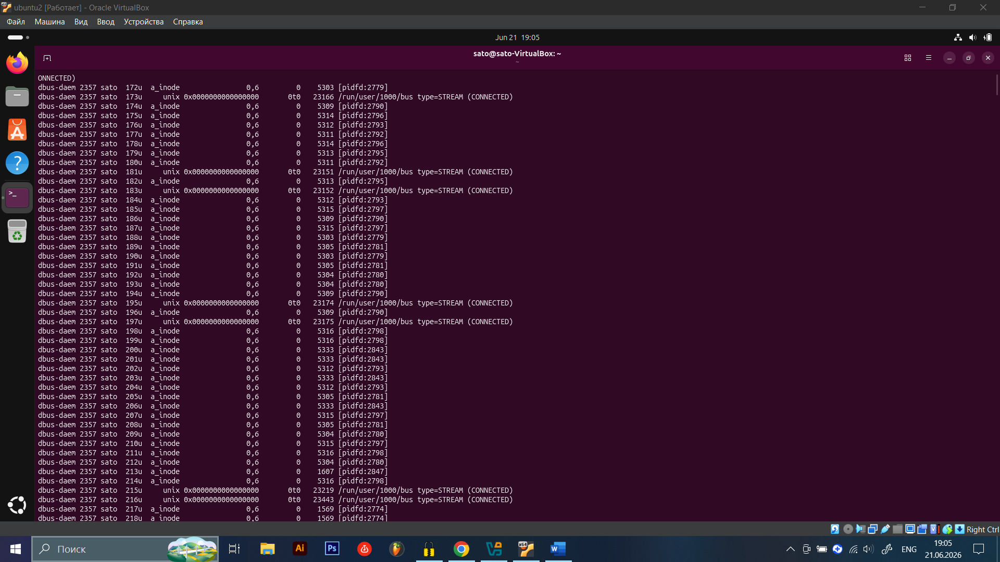 ubuntu2 [Работает] - Oracle VirtualBox
Файл Машина Вид Ввод Устройства Справка
Jun 21 19:05
sato@sato-VirtualBox: ~
~
ONNECTED)
dbus-daem 2357 sato 172u a_inode 0,6 0 5303 [pidfd:2779]
dbus-daem 2357 sato 173u unix 0x0000000000000000 0t0 23166 /run/user/1000/bus type=STREAM (CONNECTED)
dbus-daem 2357 sato 174u a_inode 0,6 0 5309 [pidfd:2790]
dbus-daem 2357 sato 175u a_inode 0,6 0 5314 [pidfd:2796]
dbus-daem 2357 sato 176u a_inode 0,6 0 5312 [pidfd:2793]
dbus-daem 2357 sato 177u a_inode 0,6 0 5311 [pidfd:2792]
dbus-daem 2357 sato 178u a_inode 0,6 0 5314 [pidfd:2796]
dbus-daem 2357 sato 179u a_inode 0,6 0 5313 [pidfd:2795]
dbus-daem 2357 sato 180u a_inode 0,6 0 5311 [pidfd:2792]
dbus-daem 2357 sato 181u unix 0x0000000000000000 0t0 23151 /run/user/1000/bus type=STREAM (CONNECTED)
dbus-daem 2357 sato 182u a_inode 0,6 0 5313 [pidfd:2795]
dbus-daem 2357 sato 183u unix 0x0000000000000000 0t0 23152 /run/user/1000/bus type=STREAM (CONNECTED)
dbus-daem 2357 sato 184u a_inode 0,6 0 5312 [pidfd:2793]
dbus-daem 2357 sato 185u a_inode 0,6 0 5315 [pidfd:2797]
dbus-daem 2357 sato 186u a_inode 0,6 0 5309 [pidfd:2790]
dbus-daem 2357 sato 187u a_inode 0,6 0 5315 [pidfd:2797]
dbus-daem 2357 sato 188u a_inode 0,6 0 5303 [pidfd:2779]
dbus-daem 2357 sato 189u a_inode 0,6 0 5305 [pidfd:2781]
dbus-daem 2357 sato 190u a_inode 0,6 0 5303 [pidfd:2779]
dbus-daem 2357 sato 191u a_inode 0,6 0 5305 [pidfd:2781]
dbus-daem 2357 sato 192u a_inode 0,6 0 5304 [pidfd:2780]
dbus-daem 2357 sato 193u a_inode 0,6 0 5304 [pidfd:2780]
dbus-daem 2357 sato 194u a_inode 0,6 0 5309 [pidfd:2790]
dbus-daem 2357 sato 195u unix 0x0000000000000000 0t0 23174 /run/user/1000/bus type=STREAM (CONNECTED)
dbus-daem 2357 sato 196u a_inode 0,6 0 5309 [pidfd:2790]
dbus-daem 2357 sato 197u unix 0x0000000000000000 0t0 23175 /run/user/1000/bus type=STREAM (CONNECTED)
dbus-daem 2357 sato 198u a_inode 0,6 0 5316 [pidfd:2798]
dbus-daem 2357 sato 199u a_inode 0,6 0 5316 [pidfd:2798]
dbus-daem 2357 sato 200u a_inode 0,6 0 5333 [pidfd:2843]
dbus-daem 2357 sato 201u a_inode 0,6 0 5333 [pidfd:2843]
dbus-daem 2357 sato 202u a_inode 0,6 0 5312 [pidfd:2793]
dbus-daem 2357 sato 203u a_inode 0,6 0 5333 [pidfd:2843]
dbus-daem 2357 sato 204u a_inode 0,6 0 5312 [pidfd:2793]
dbus-daem 2357 sato 205u a_inode 0,6 0 5305 [pidfd:2781]
dbus-daem 2357 sato 206u a_inode 0,6 0 5333 [pidfd:2843]
dbus-daem 2357 sato 207u a_inode 0,6 0 5315 [pidfd:2797]
dbus-daem 2357 sato 208u a_inode 0,6 0 5305 [pidfd:2781]
dbus-daem 2357 sato 209u a_inode 0,6 0 5304 [pidfd:2780]
dbus-daem 2357 sato 210u a_inode 0,6 0 5315 [pidfd:2797]
dbus-daem 2357 sato 211u a_inode 0,6 0 5316 [pidfd:2798]
dbus-daem 2357 sato 212u a_inode 0,6 0 5304 [pidfd:2780]
dbus-daem 2357 sato 213u a_inode 0,6 0 1607 [pidfd:2847]
dbus-daem 2357 sato 214u a_inode 0,6 0 5316 [pidfd:2798]
dbus-daem 2357 sato 215u unix 0x0000000000000000 0t0 23219 /run/user/1000/bus type=STREAM (CONNECTED)
dbus-daem 2357 sato 216u unix 0x0000000000000000 0t0 23443 /run/user/1000/bus type=STREAM (CONNECTED)
dbus-daem 2357 sato 217u a_inode 0,6 0 1569 [pidfd:2774]
dbus-daem 2357 sato 218u a_inode 0,6 0 1569 [pidfd:2774]
Right Ctrl
Поиск
Ai
Ps
x64
W
ENG
19:05
21.06.2026